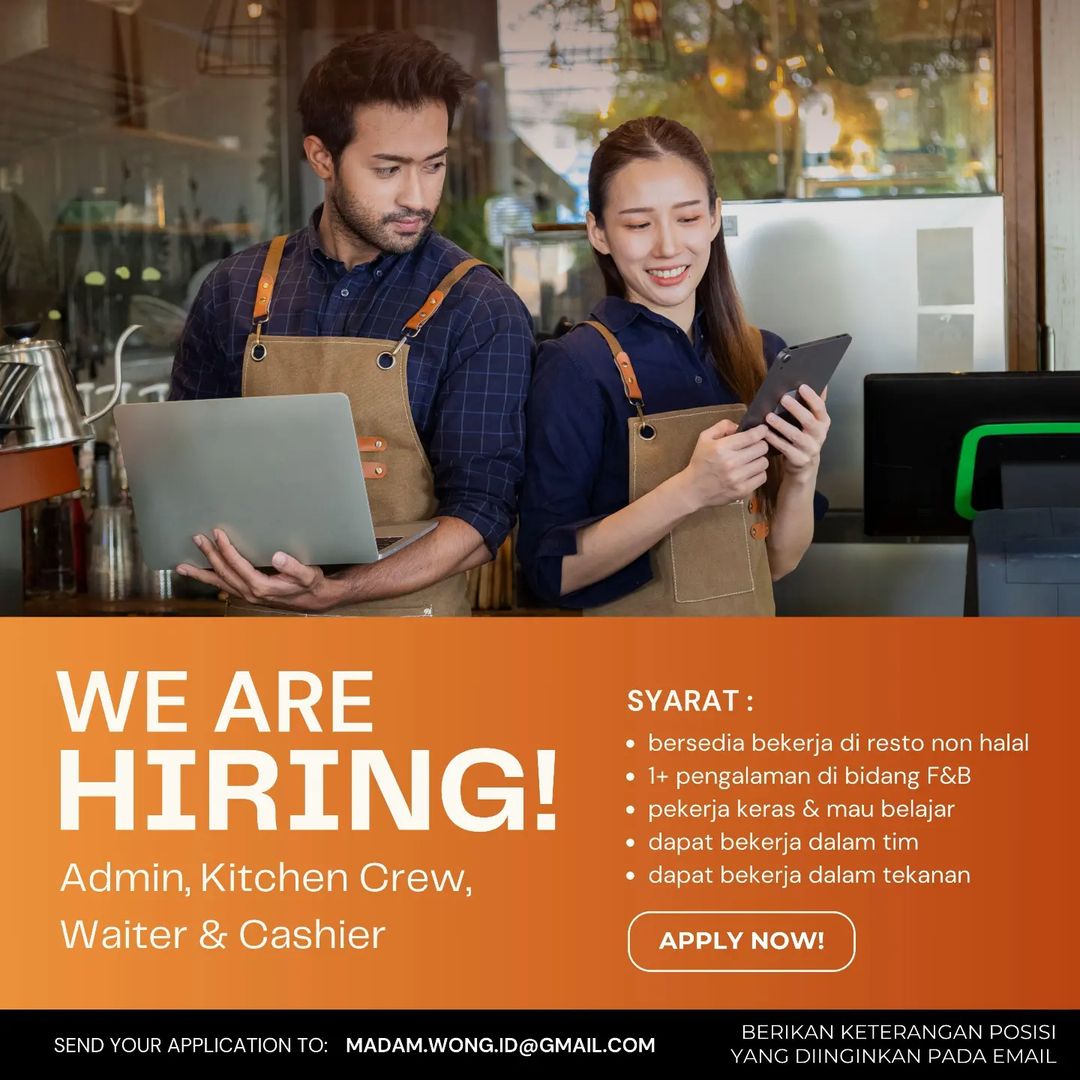 WE ARE
HIRING!
Admin, Kitchen Crew,
Waiter & Cashier
SYARAT :
• bersedia bekerja di resto non halal
• 1+ pengalaman di bidang F&B
• pekerja keras & mau belajar
• dapat bekerja dalam tim
• dapat bekerja dalam tekanan
APPLY NOW!
SEND YOUR APPLICATION TO: MADAM.WONG.ID@GMAIL.COM
BERIKAN KETERANGAN POSISI
YANG DIINGINKAN PADA EMAIL